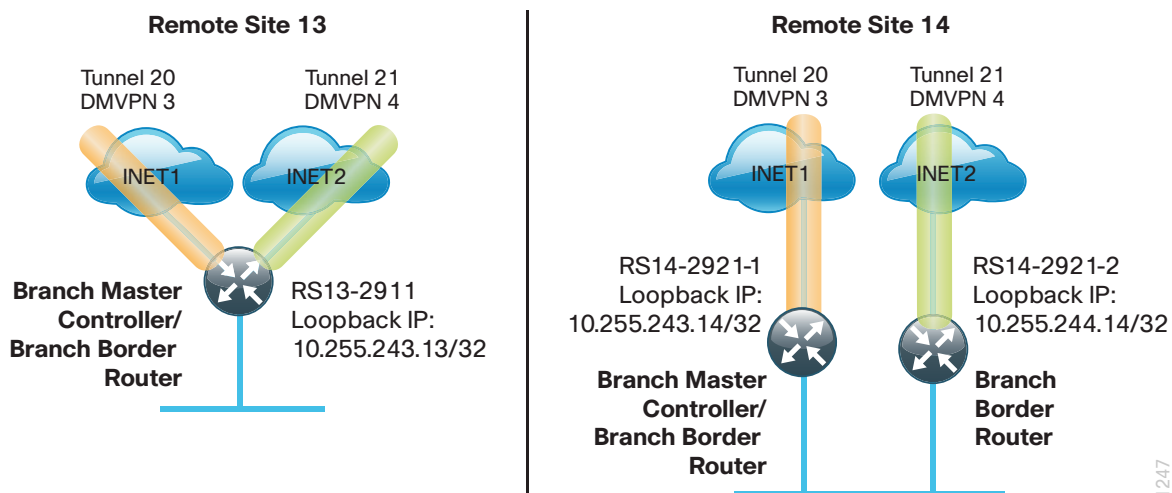 Remote Site 13
Tunnel 20
DMVPN 3
Tunnel 21
DMVPN 4
INET1
INET2
Branch Master
Controller/
Branch Border
Router
RS13-2911
Loopback IP:
10.255.243.13/32
Remote Site 14
Tunnel 20
DMVPN 3
Tunnel 21
DMVPN 4
INET1
INET2
RS14-2921-1
Loopback IP:
10.255.243.14/32
RS14-2921-2
Loopback IP:
10.255.244.14/32
Branch Master
Controller/
Branch Border
Router
Branch
Border
Router